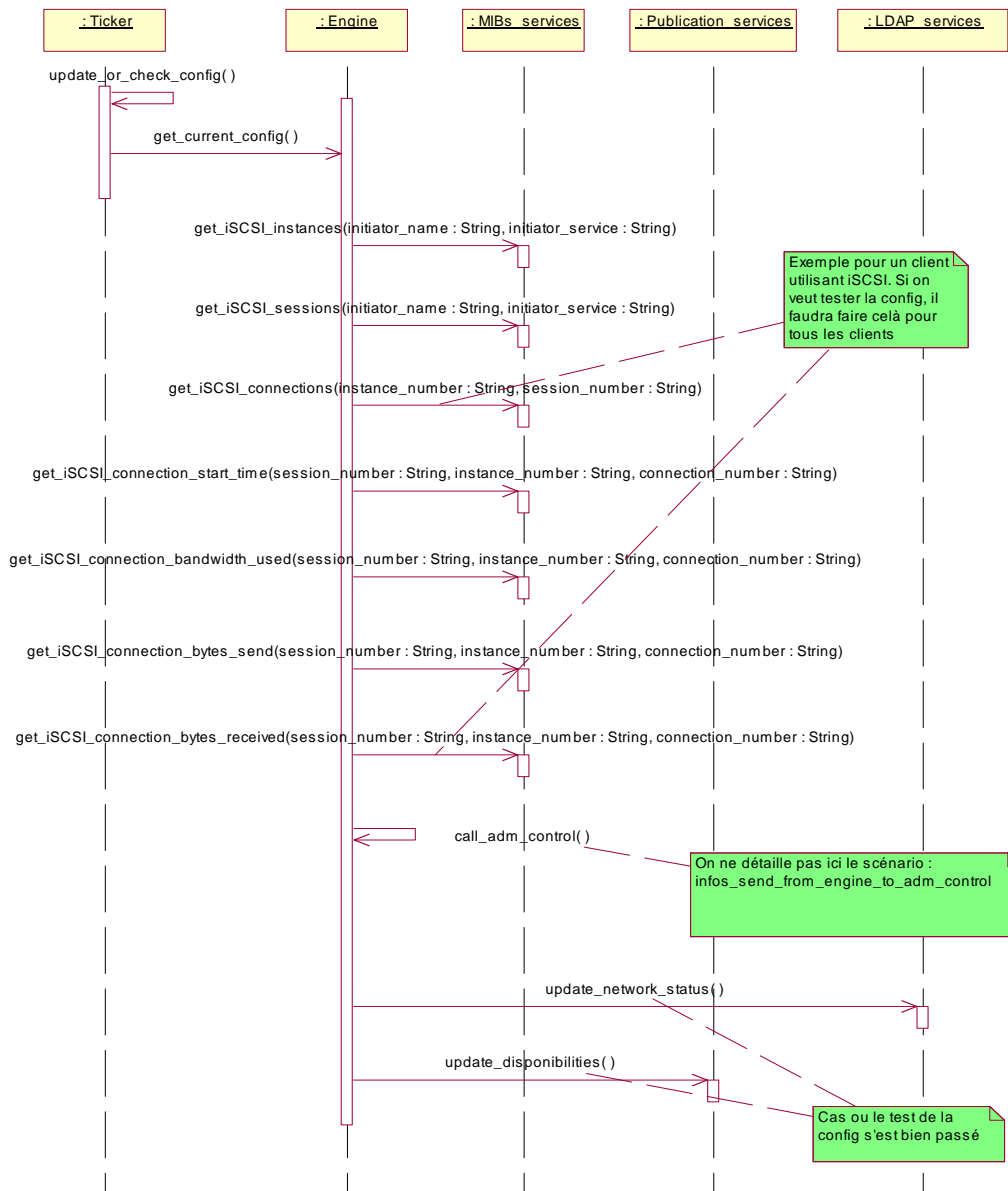 : Ticker
: Engine
: MIBs_services
: Publication_services
: LDAP_services
update_or_check_config( )
get_current_config( )
get_iSCSI_instances(initiator_name : String, initiator_service : String)
Exemple pour un client
utilisant iSCSI. Si on
veut tester la config, il
faudra faire celà pour
tous les clients
get_iSCSI_sessions(initiator_name : String, initiator_service : String)
get_iSCSI_connections(instance_number : String, session_number : String)
get_iSCSI_connection_start_time(session_number : String, instance_number : String, connection_number : String)
get_iSCSI_connection_bandwidth_used(session_number : String, instance_number : String, connection_number : String)
get_iSCSI_connection_bytes_send(session_number : String, instance_number : String, connection_number : String)
get_iSCSI_connection_bytes_received(session_number : String, instance_number : String, connection_number : String)
call_adm_control( )
On ne détaille pas ici le scénario :
infos_send_from_engine_to_adm_control
update_network_status( )
update_disponibilities( )
Cas ou le test de la
config s'est bien passé